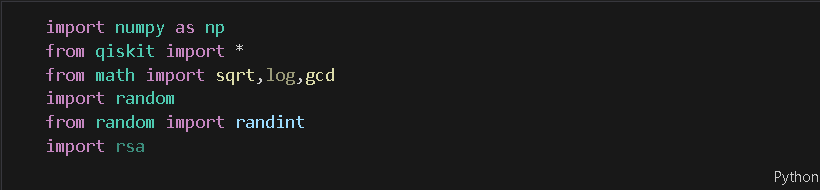 import numpy as np
from qiskit import *
from math import sqrt,log,gcd
import random
from random import randint
import rsa
Python